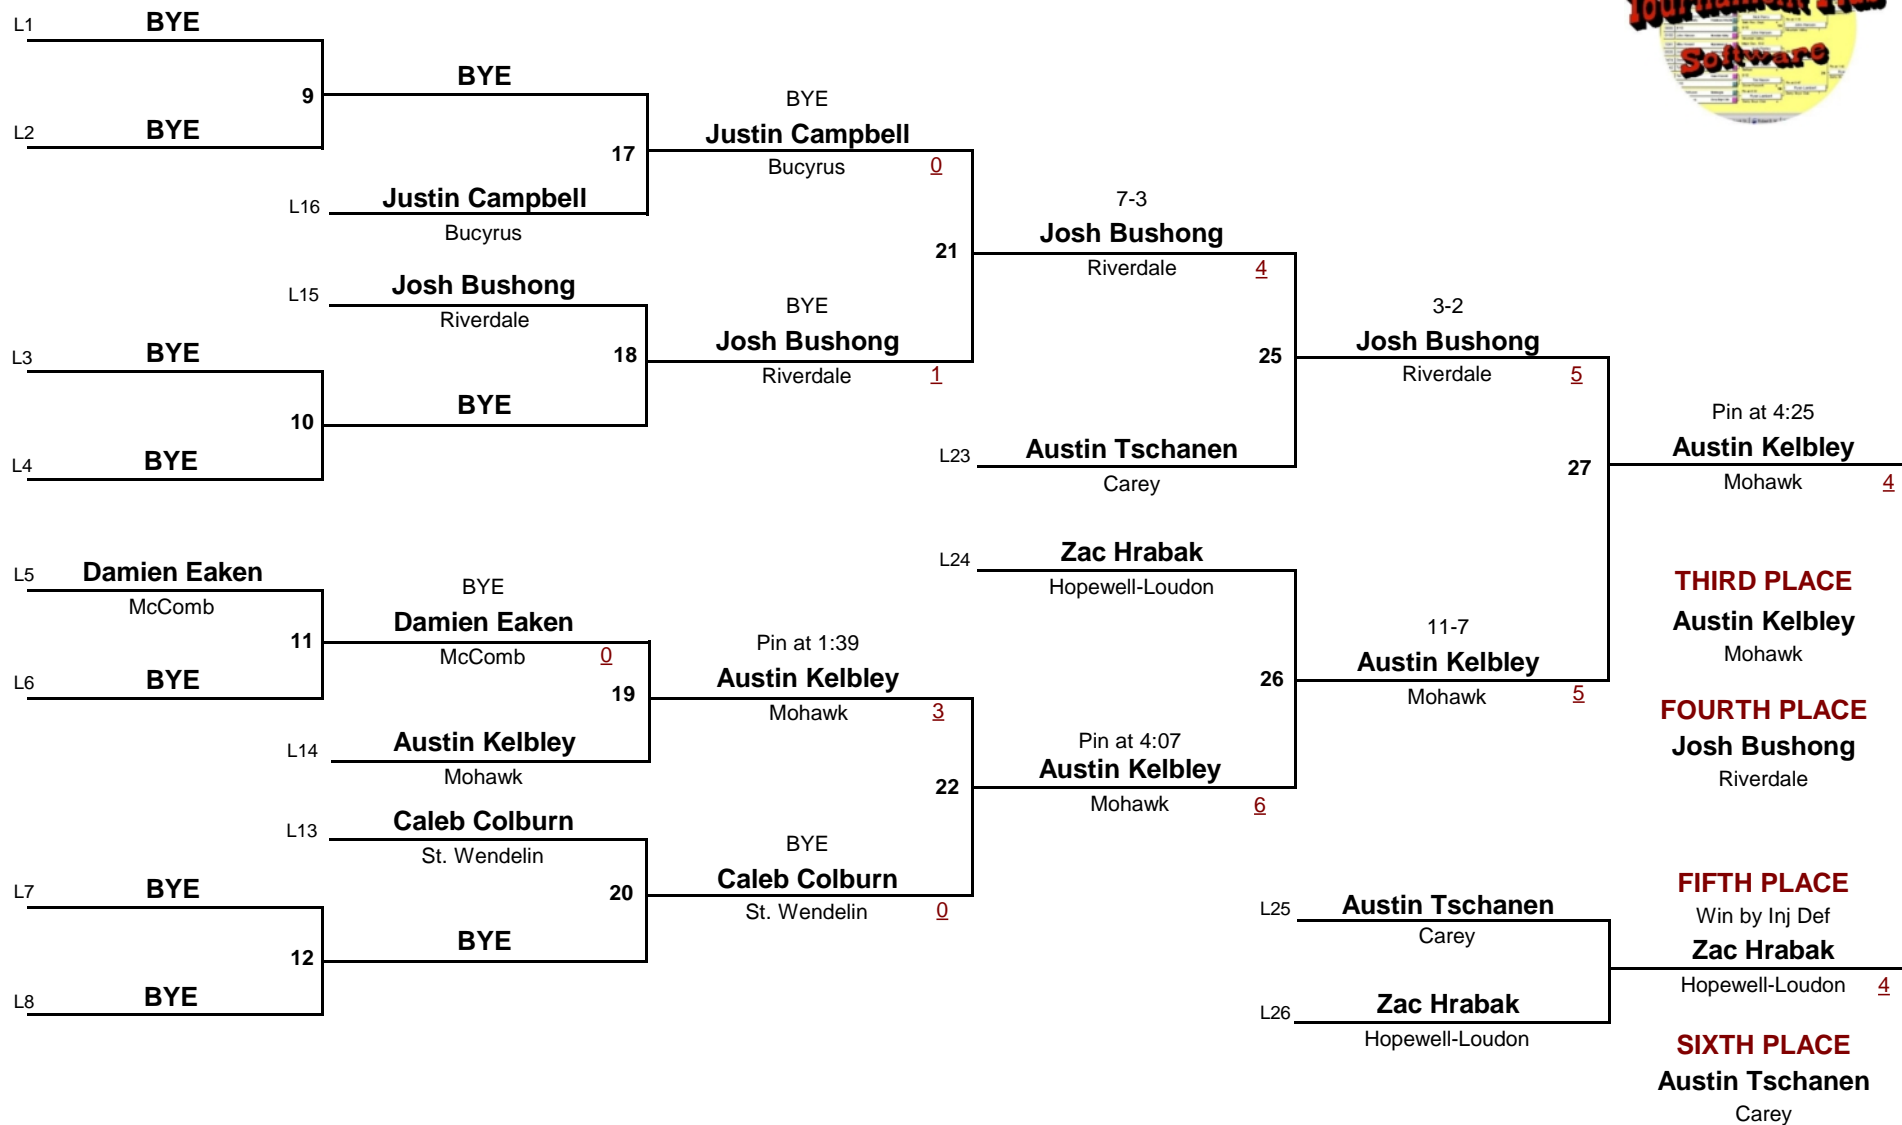 Tournament Plus
Software
L1 BYE
9 BYE
L2 BYE
17 BYE
Justin Campbell
Bucyrus 0
L16 Justin Campbell
Bucyrus
21 7-3
Josh Bushong
Riverdale 4
L15 Josh Bushong
Riverdale
18 BYE
Josh Bushong
Riverdale 1
L3 BYE
10 BYE
L4 BYE
25 3-2
Josh Bushong
Riverdale 5
L23 Austin Tschanen
Carey
27 Pin at 4:25
Austin Kelbley
Mohawk 4
L5 Damien Eaken
McComb
11 BYE
Damien Eaken
McComb 0
L6 BYE
19 Pin at 1:39
Austin Kelbley
Mohawk 3
L14 Austin Kelbley
Mohawk
22 Pin at 4:07
Austin Kelbley
Mohawk 6
L13 Caleb Colburn
St. Wendelin
20 BYE
Caleb Colburn
St. Wendelin 0
L7 BYE
12 BYE
L8 BYE
L24 Zac Hrabak
Hopewell-Loudon
26 11-7
Austin Kelbley
Mohawk 5
THIRD PLACE
Austin Kelbley
Mohawk
FOURTH PLACE
Josh Bushong
Riverdale
L25 Austin Tschanen
Carey
L26 Zac Hrabak
Hopewell-Loudon
FIFTH PLACE
Win by Inj Def
Zac Hrabak
Hopewell-Loudon 4
SIXTH PLACE
Austin Tschanen
Carey